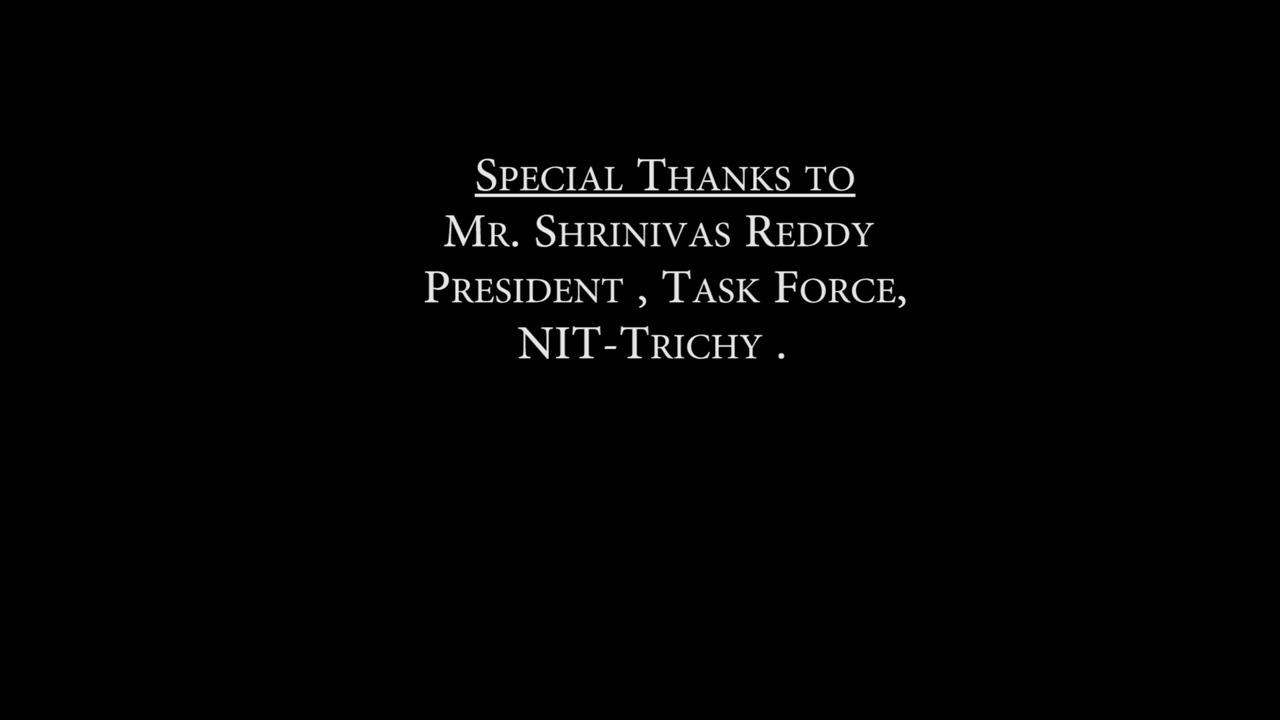 Special Thanks to
Mr. Shrinivas Reddy
President , Task Force,
NIT-Trichy .